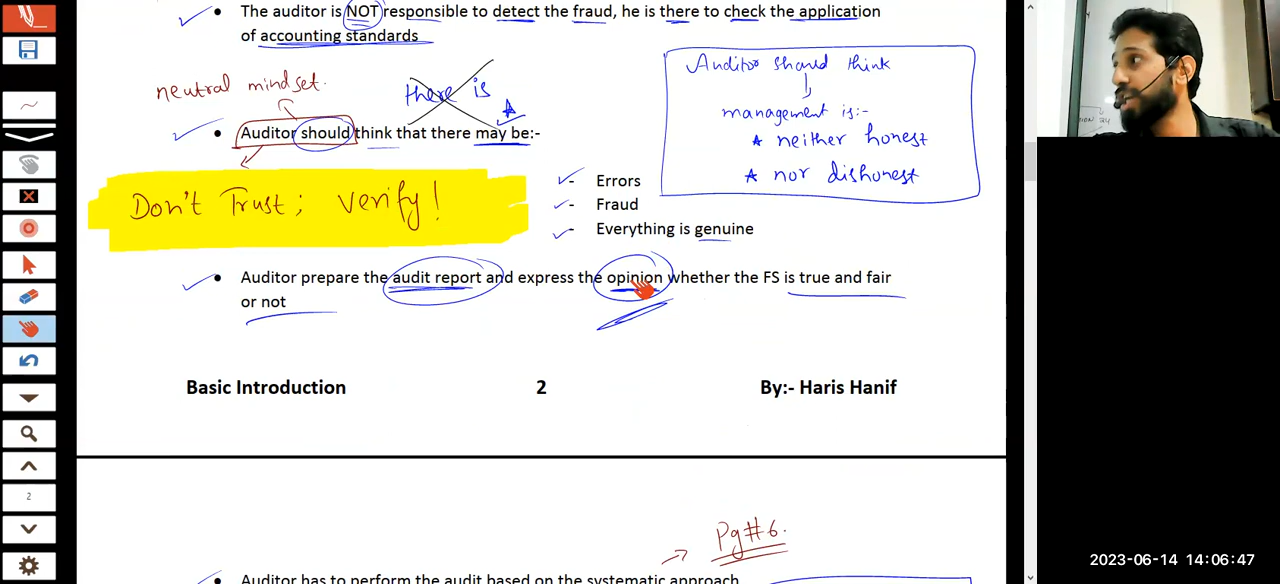 The auditor is NOT responsible to detect the fraud, he is there to check the application
of accounting standards
Auditor should think
management is:-
★ neither honest
★ nor dishonest
neutral mindset.
there is
Auditor should think that there may be:-
Don't Trust; Verify!
- Errors
- Fraud
- Everything is genuine
Auditor prepare the audit report and express the opinion whether the FS is true and fair
or not
Basic Introduction 2 By:- Haris Hanif
2
Pg#6.
Auditor has to perform the audit based on the systematic approach
2023-06-14 14:06:47